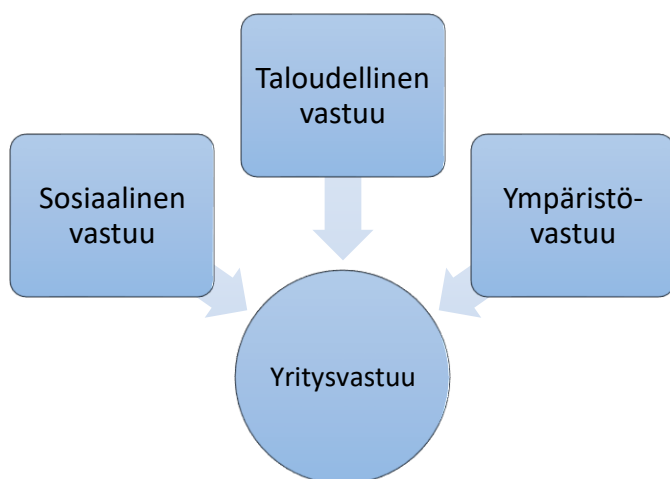 Taloudellinen
vastuu
Sosiaalinen
vastuu
Ympäristö-
vastuu
Yritysvastuu